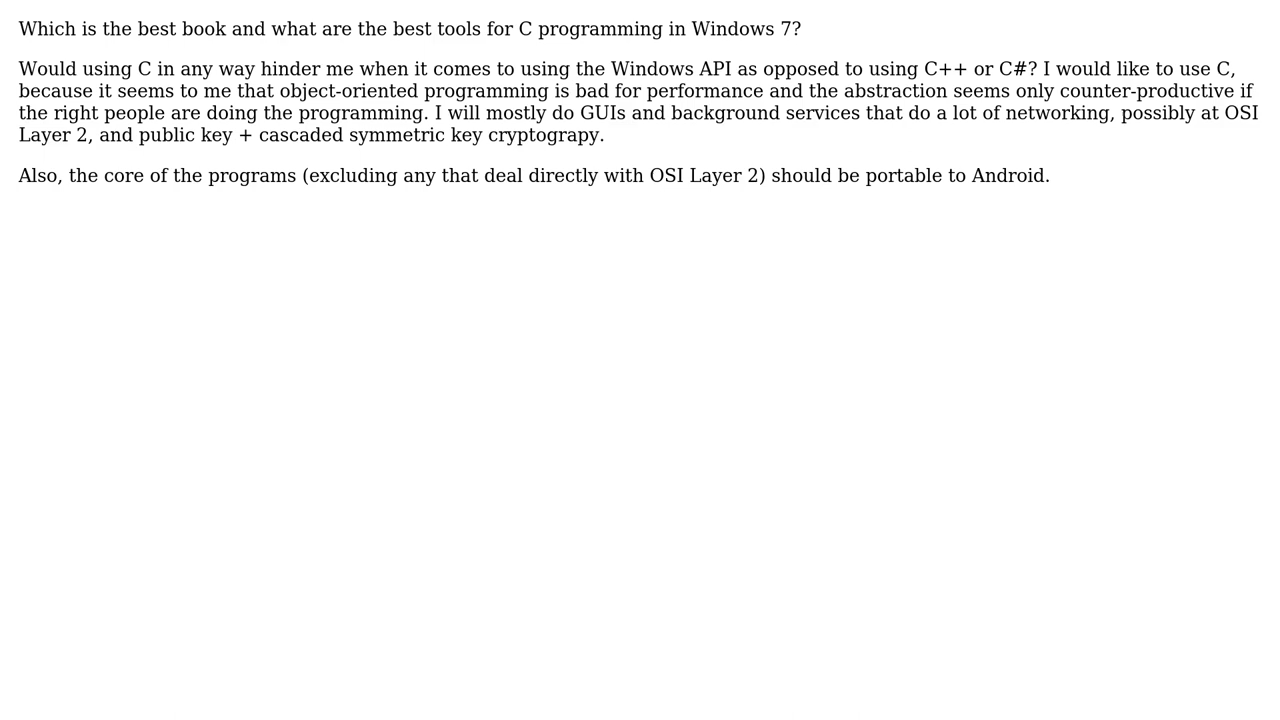 Which is the best book and what are the best tools for C programming in Windows 7?
Would using C in any way hinder me when it comes to using the Windows API as opposed to using C++ or C#? I would like to use C,
because it seems to me that object-oriented programming is bad for performance and the abstraction seems only counter-productive if
the right people are doing the programming. I will mostly do GUIs and background services that do a lot of networking, possibly at OSI
Layer 2, and public key + cascaded symmetric key cryptograpy.
Also, the core of the programs (excluding any that deal directly with OSI Layer 2) should be portable to Android.